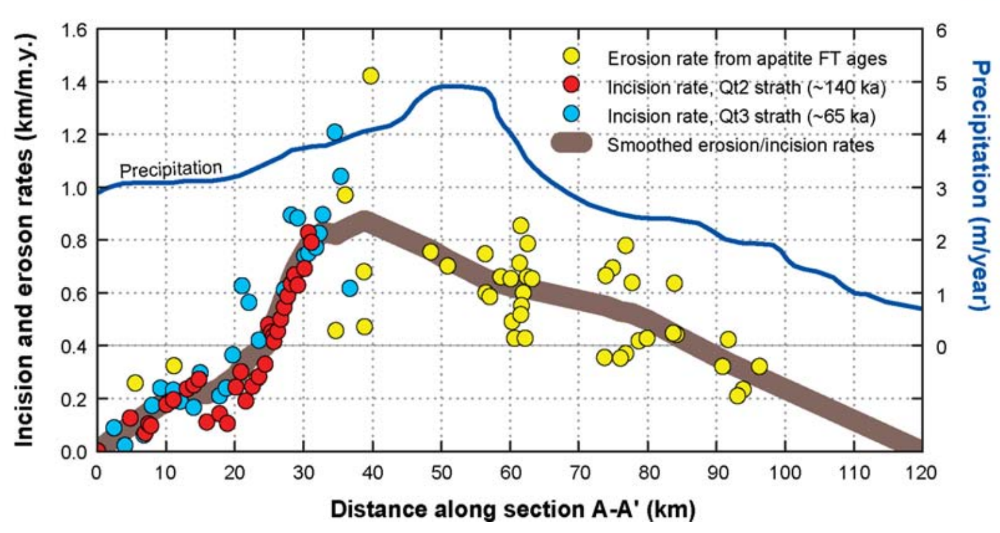 Incision and eroson rates (km/m.y.)
1.6
1.4
1.2
1.0
0.8
0.6
0.4
0.2
0.0
Precipitation
Erosion rate from apatite FT ages
Incision rate, Qt2 strath (~140 ka)
Incision rate, Qt3 strath (~65 ka)
Smoothed erosion/incision rates
6
5
4
3
2
1
0
Precipitation (m/year)
0 10 20 30 40 50 60 70 80 90 100 110 120
Distance along section A-A' (km)